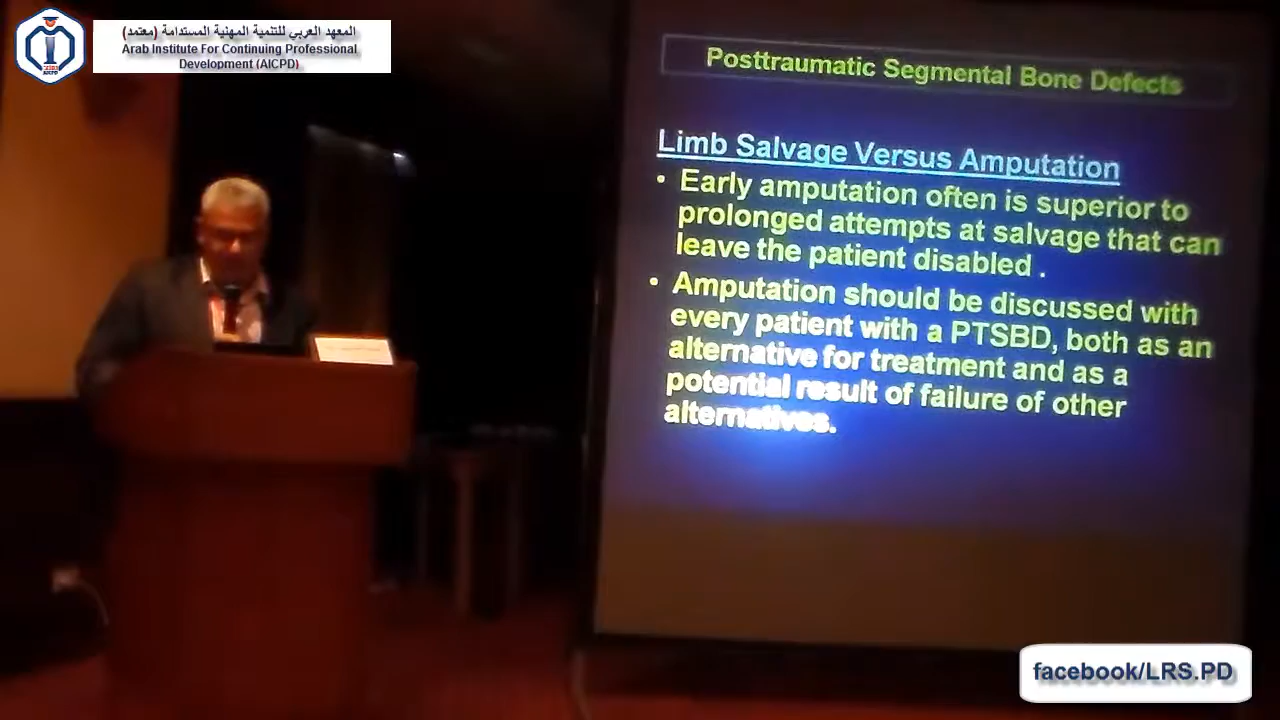 المعهد العربي للتنمية المهنية المستدامة (معتمد)
Arab Institute For Continuing Professional
Development (AICPD)
AICPD
Posttraumatic Segmental Bone Defects
Limb Salvage Versus Amputation
• Early amputation often is superior to
prolonged attempts at salvage that can
leave the patient disabled .
• Amputation should be discussed with
every patient with a PTSBD, both as an
alternative for treatment and as a
potential result of failure of other
alternatives.
facebook/LRS.PD